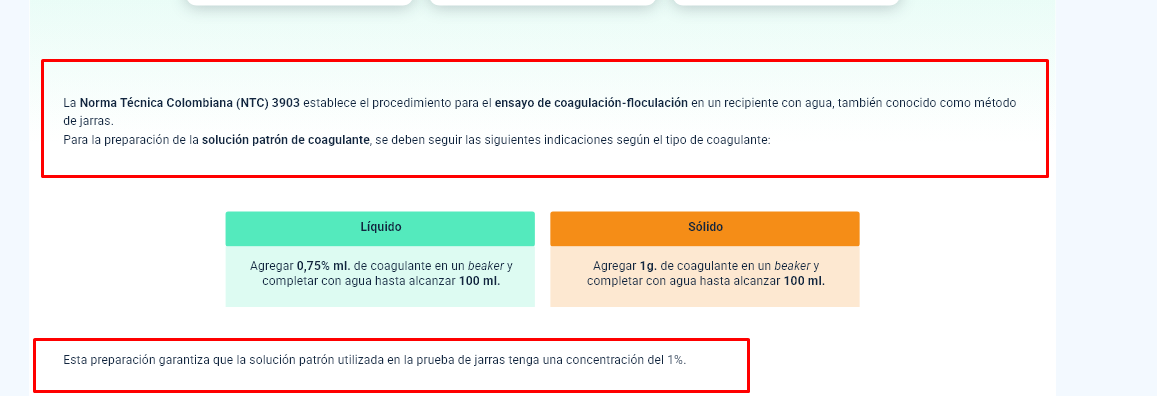 La Norma Técnica Colombiana (NTC) 3903 establece el procedimiento para el ensayo de coagulación-floculación en un recipiente con agua, también conocido como método
de jarras.
Para la preparación de la solución patrón de coagulante, se deben seguir las siguientes indicaciones según el tipo de coagulante:
Líquido
Agregar 0,75% ml. de coagulante en un beaker y
completar con agua hasta alcanzar 100 ml.
Sólido
Agregar 1g. de coagulante en un beaker y
completar con agua hasta alcanzar 100 ml.
Esta preparación garantiza que la solución patrón utilizada en la prueba de jarras tenga una concentración del 1%.